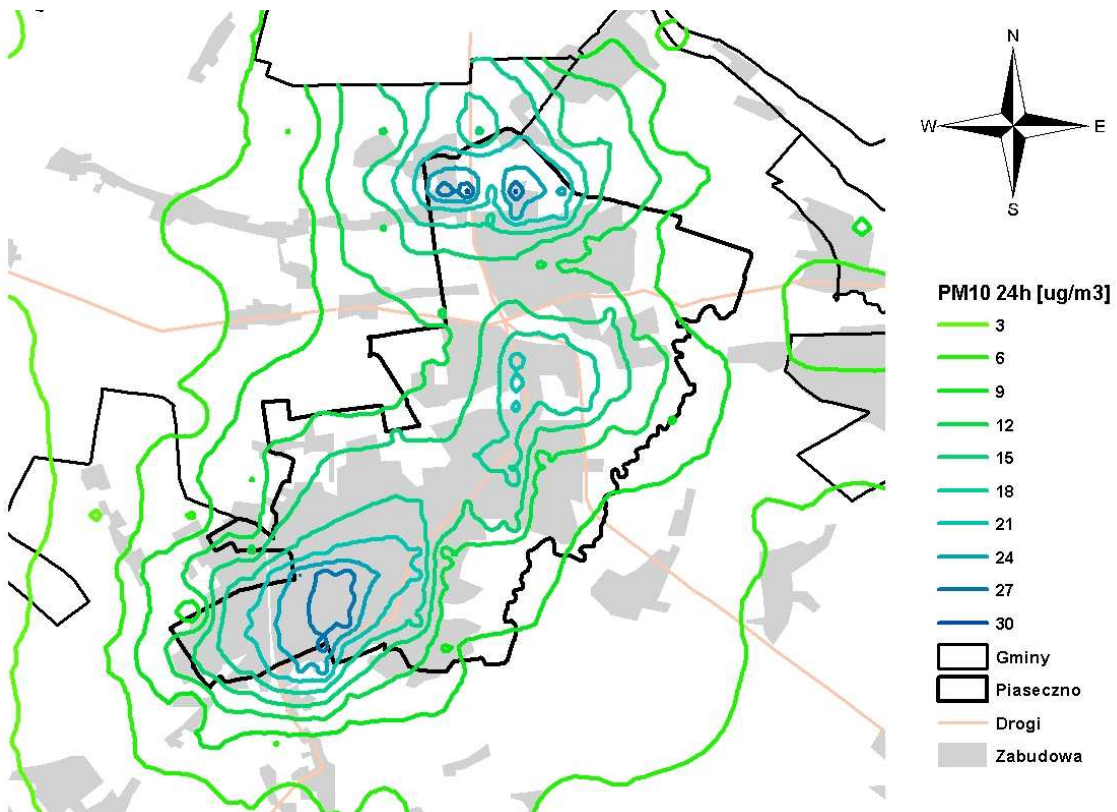 N
W
E
S
PM10 24h [ug/m3]
3
6
9
12
15
18
21
24
27
30
Gminy
Piaseczno
Drogi
Zabudowa